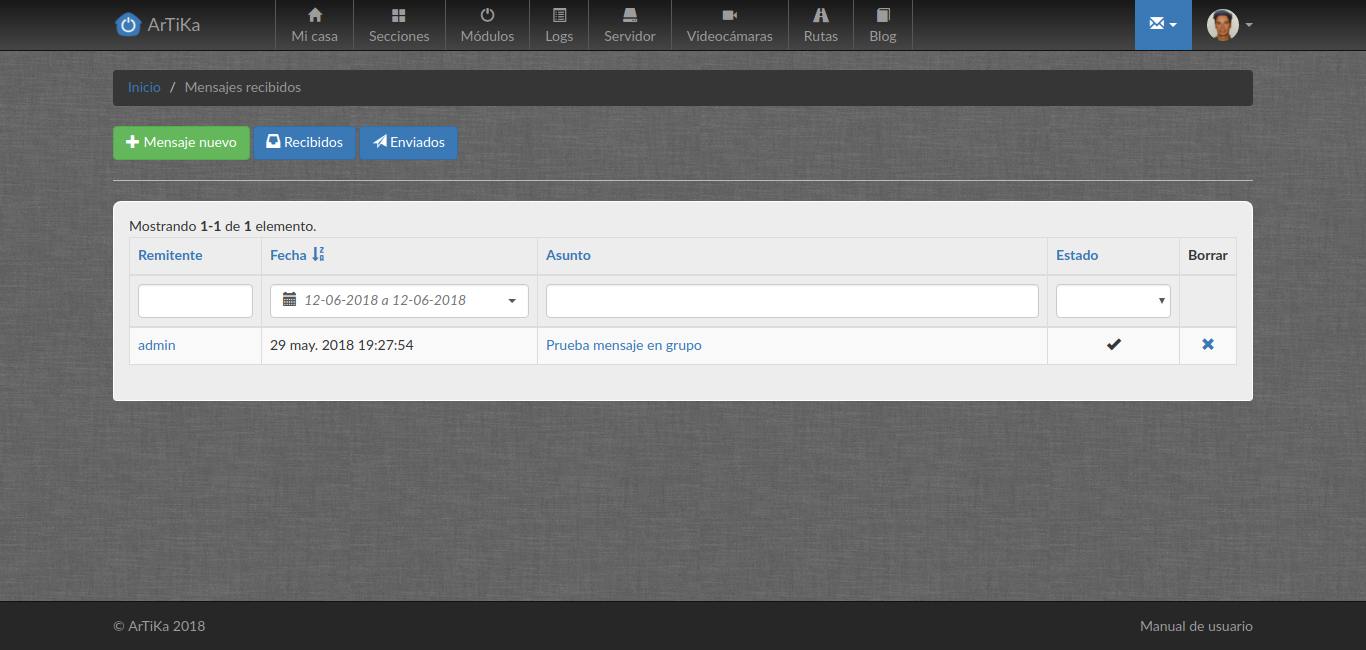 ArTiKa
Mi casa
Secciones
Módulos
Logs
Servidor
Videocámaras
Rutas
Blog
Inicio / Mensajes recibidos
Mensaje nuevo
Recibidos
Enviados
Mostrando 1-1 de 1 elemento.
Remitente
Fecha
Asunto
Estado
Borrar
12-06-2018 a 12-06-2018
admin
29 may. 2018 19:27:54
Prueba mensaje en grupo
© ArTiKa 2018
Manual de usuario